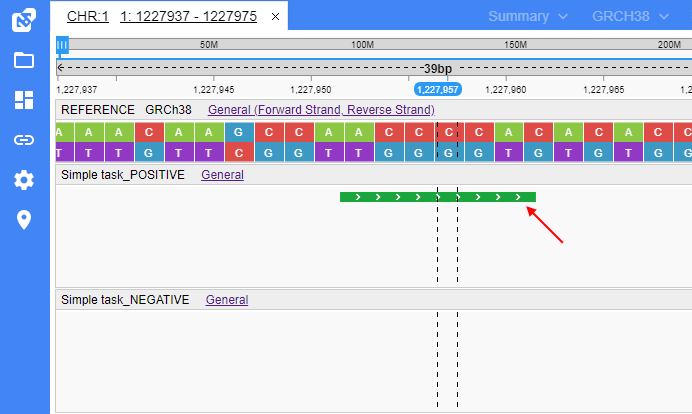 CHR:1 1: 1227937 - 1227975 × Summary GRCH38
50M 100M 150M 200M
39bp
1,227,937 1,227,945 1,227,950 1,227,957 1,227,960 1,227,965 1,2
REFERENCE GRCh38 General (Forward Strand, Reverse Strand)
A A A C A A G C C A A C C C C A C A C A C C
T T T G T T C G G T T G G G G T G T G T G G
Simple task_POSITIVE General
Simple task_NEGATIVE General